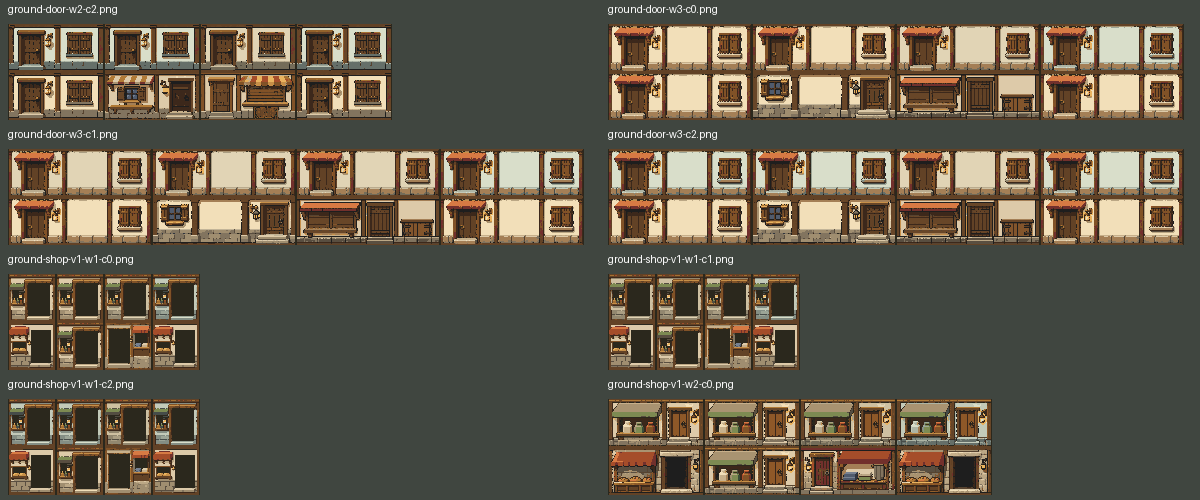 ground-door-w2-c2.png
ground-door-w3-c0.png
ground-door-w3-c1.png
ground-door-w3-c2.png
ground-shop-v1-w1-c0.png
ground-shop-v1-w1-c1.png
ground-shop-v1-w1-c2.png
ground-shop-v1-w2-c0.png